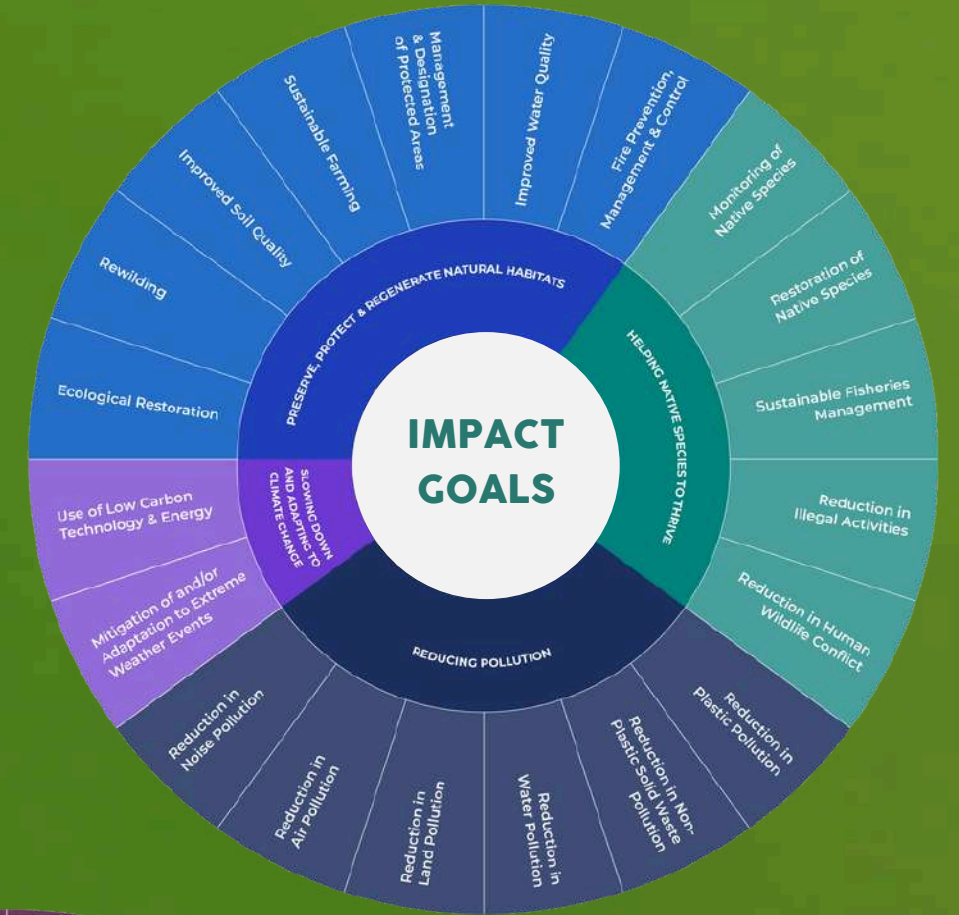 IMPACT
GOALS
PRESERVE, PROTECT & REGENERATE NATURAL HABITATS
Ecological Restoration
Rewilding
Improved Soil Quality
Sustainable Farming
Management
& Designation
of Protected Areas
Improved Water Quality
Fire Prevention,
Management & Control
HELPING NATIVE SPECIES TO THRIVE
Monitoring of
Native Species
Restoration of
Native Species
Sustainable Fisheries
Management
Reduction in
Illegal Activities
Reduction in Human
Wildlife Conflict
REDUCING POLLUTION
Reduction in
Plastic Pollution
Reduction in Non-
Plastic Solid Waste
Pollution
Reduction in
Water Pollution
Reduction in
Land Pollution
Reduction in
Air Pollution
Reduction in
Noise Pollution
SLOWING DOWN
AND ADAPTING TO
CLIMATE CHANGE
Mitigation of and/or
Adaptation to Extreme
Weather Events
Use of Low Carbon
Technology & Energy